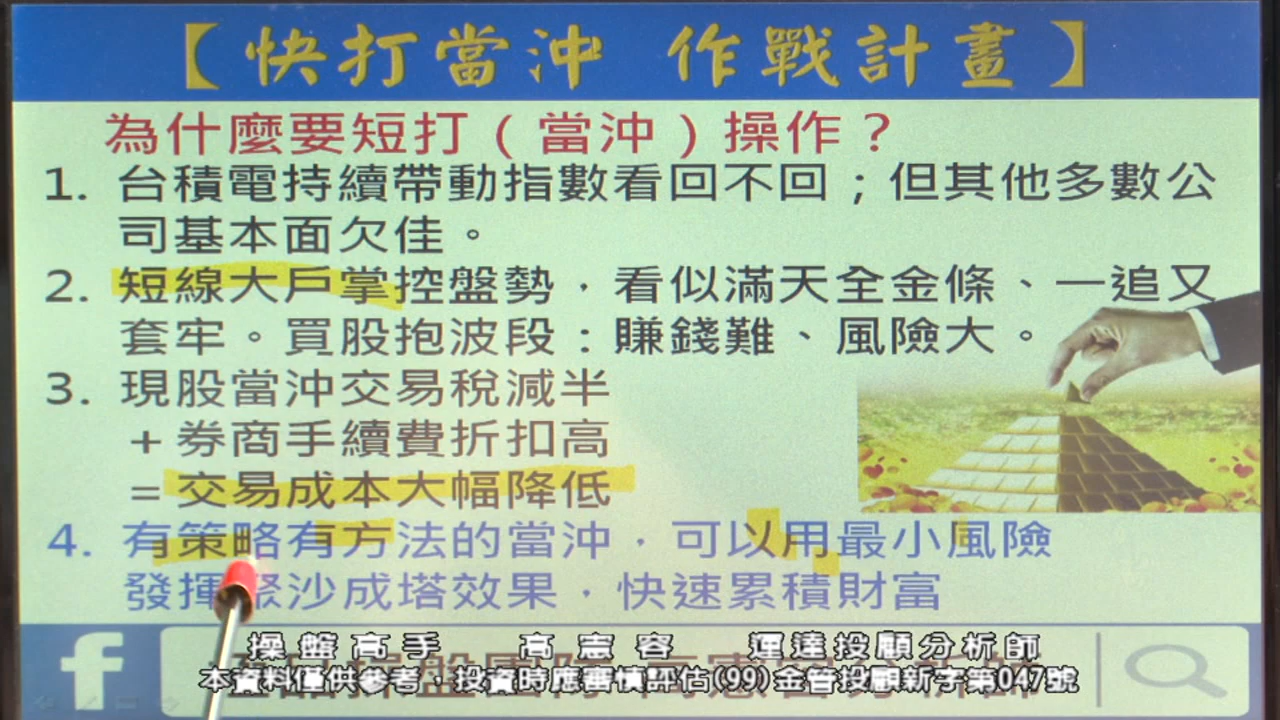 【快打當沖 作戰計畫】
為什麼要短打（當沖）操作？
1. 台積電持續帶動指數看回不回；但其他多數公
司基本面欠佳。
2. 短線大戶掌控盤勢，看似滿天全金條、一追又
套牢。買股抱波段：賺錢難、風險大。
3. 現股當沖交易稅減半
+ 券商手續費折扣高
= 交易成本大幅降低
4. 有策略有方法的當沖，可以用最小風險
發揮聚沙成塔效果，快速累積財富
f
操盤高手 高憲容 運達投顧分析師
本資料僅供參考，投資時應審慎評估(99)金管投顧新字第047號